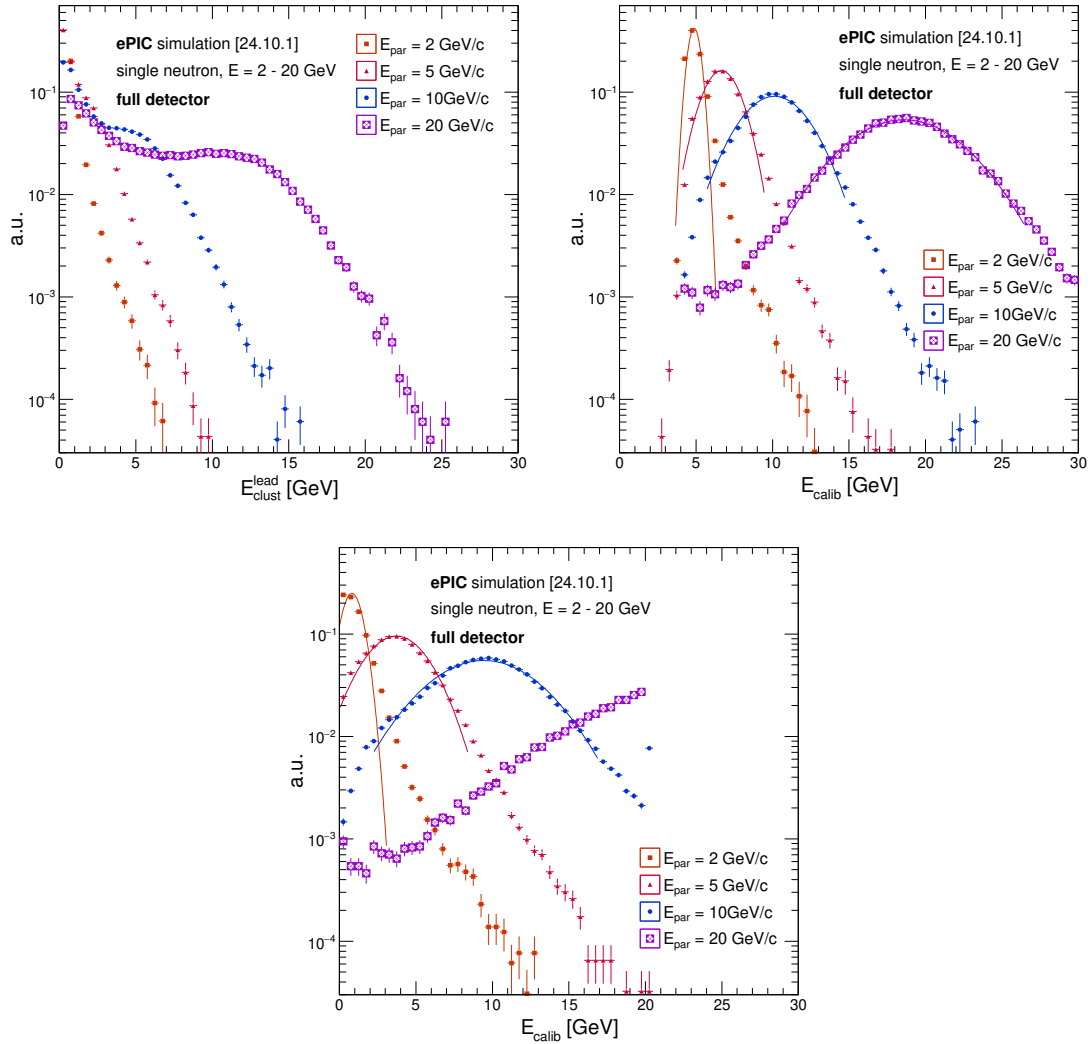 ePIC simulation [24.10.1]
single neutron, E = 2 - 20 GeV
full detector
E_par = 2 GeV/c
E_par = 5 GeV/c
E_par = 10GeV/c
E_par = 20 GeV/c
a.u.
10⁻¹
10⁻²
10⁻³
10⁻⁴
0 5 10 15 20 25 30
E_clust^lead [GeV]
ePIC simulation [24.10.1]
single neutron, E = 2 - 20 GeV
full detector
a.u.
10⁻¹
10⁻²
10⁻³
10⁻⁴
E_par = 2 GeV/c
E_par = 5 GeV/c
E_par = 10GeV/c
E_par = 20 GeV/c
0 5 10 15 20 25 30
E_calib [GeV]
ePIC simulation [24.10.1]
single neutron, E = 2 - 20 GeV
full detector
a.u.
10⁻¹
10⁻²
10⁻³
10⁻⁴
E_par = 2 GeV/c
E_par = 5 GeV/c
E_par = 10GeV/c
E_par = 20 GeV/c
0 5 10 15 20 25 30
E_calib [GeV]